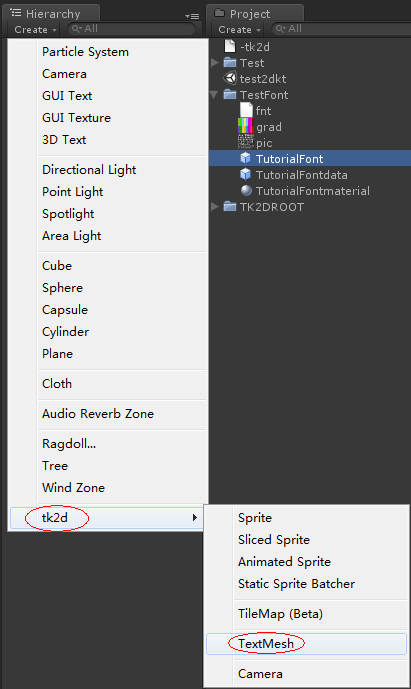 Hierarchy
Create
All
Particle System
Camera
GUI Text
GUI Texture
3D Text
Directional Light
Point Light
Spotlight
Area Light
Cube
Sphere
Capsule
Cylinder
Plane
Cloth
Audio Reverb Zone
Ragdoll...
Tree
Wind Zone
tk2d
Project
Create
All
-tk2d
Test
test2dkt
TestFont
fnt
grad
pic
TutorialFont
TutorialFontdata
TutorialFontmaterial
TK2DROOT
Sprite
Sliced Sprite
Animated Sprite
Static Sprite Batcher
TileMap (Beta)
TextMesh
Camera